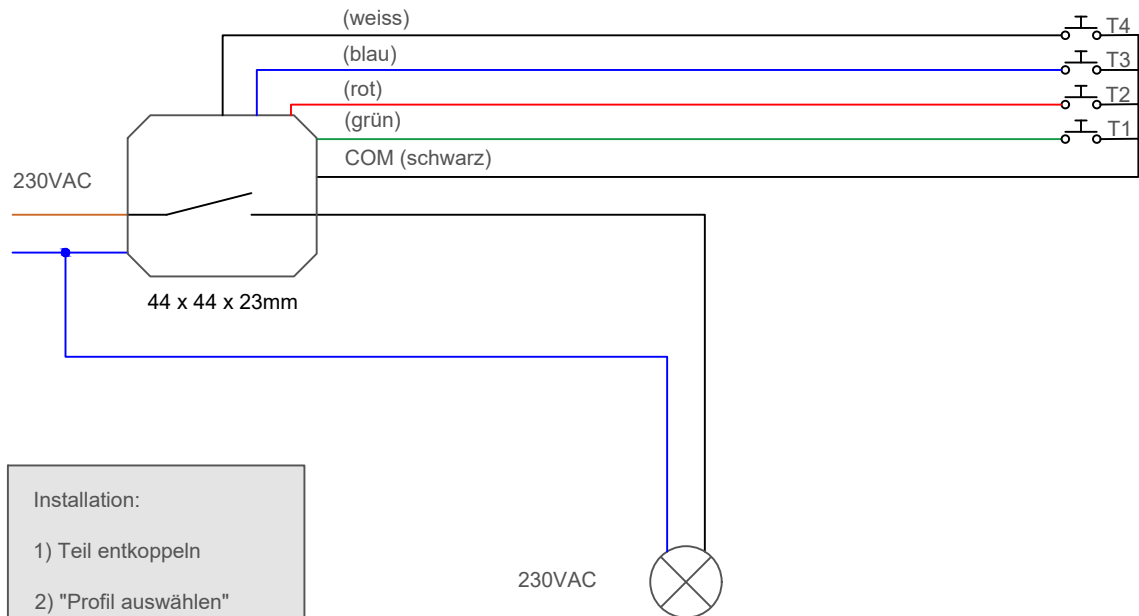 (weiss)
T4
(blau)
T3
(rot)
T2
(grün)
T1
COM (schwarz)
230VAC
44 x 44 x 23mm
Installation:
1) Teil entkoppeln
2) "Profil auswählen"
230VAC